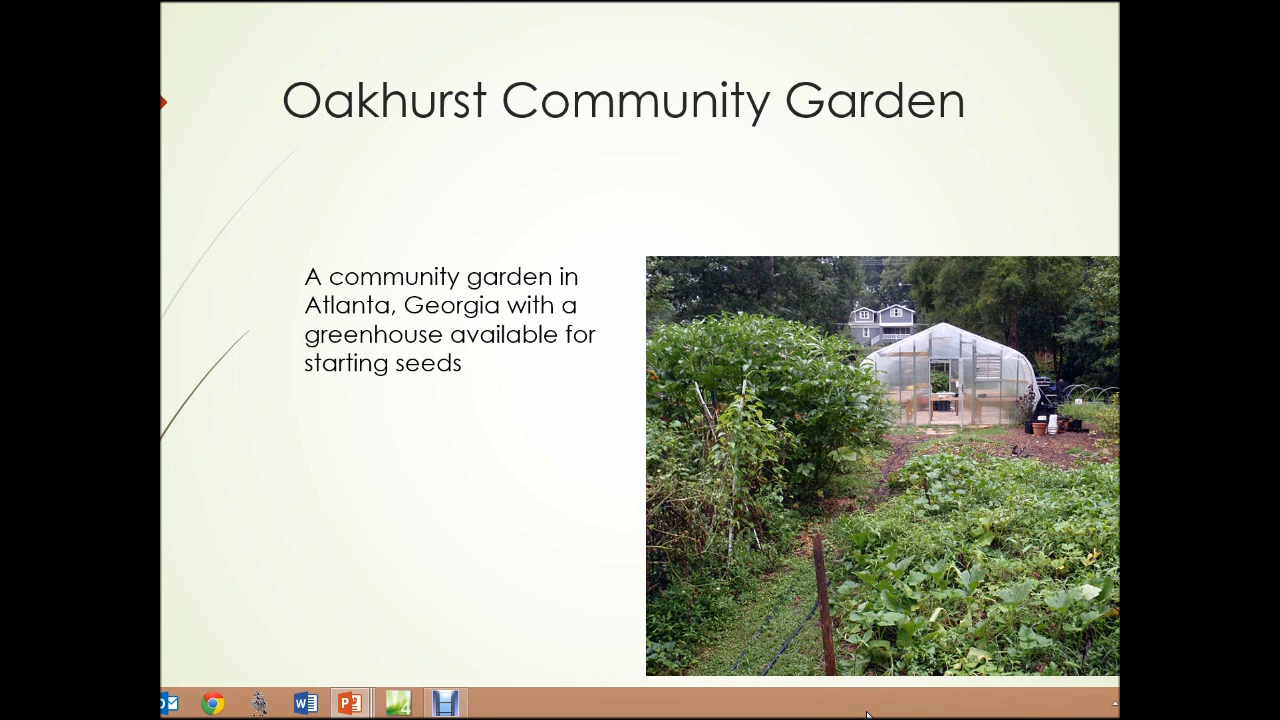 Oakhurst Community Garden
A community garden in
Atlanta, Georgia with a
greenhouse available for
starting seeds